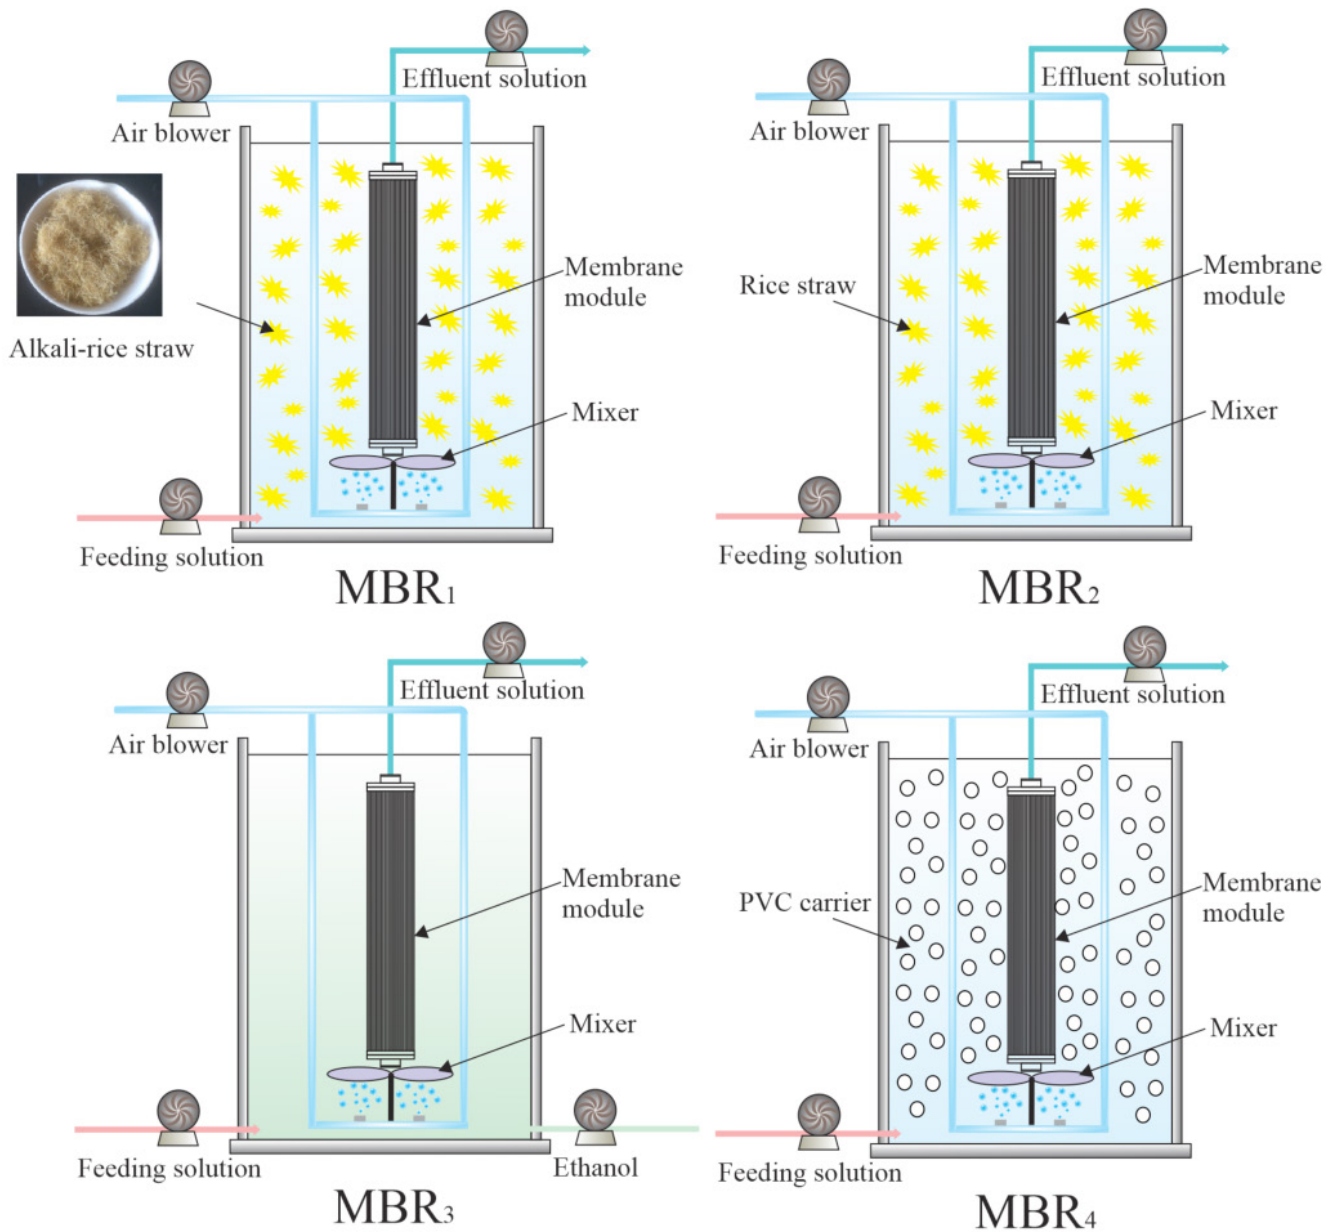 Effluent solution
Air blower
Membrane
module
Alkali-rice straw
Mixer
Feeding solution
MBR₁
Effluent solution
Air blower
Rice straw
Membrane
module
Mixer
Feeding solution
MBR₂
Effluent solution
Air blower
Membrane
module
Mixer
Feeding solution
Ethanol
MBR₃
Effluent solution
Air blower
PVC carrier
Membrane
module
Mixer
Feeding solution
MBR₄